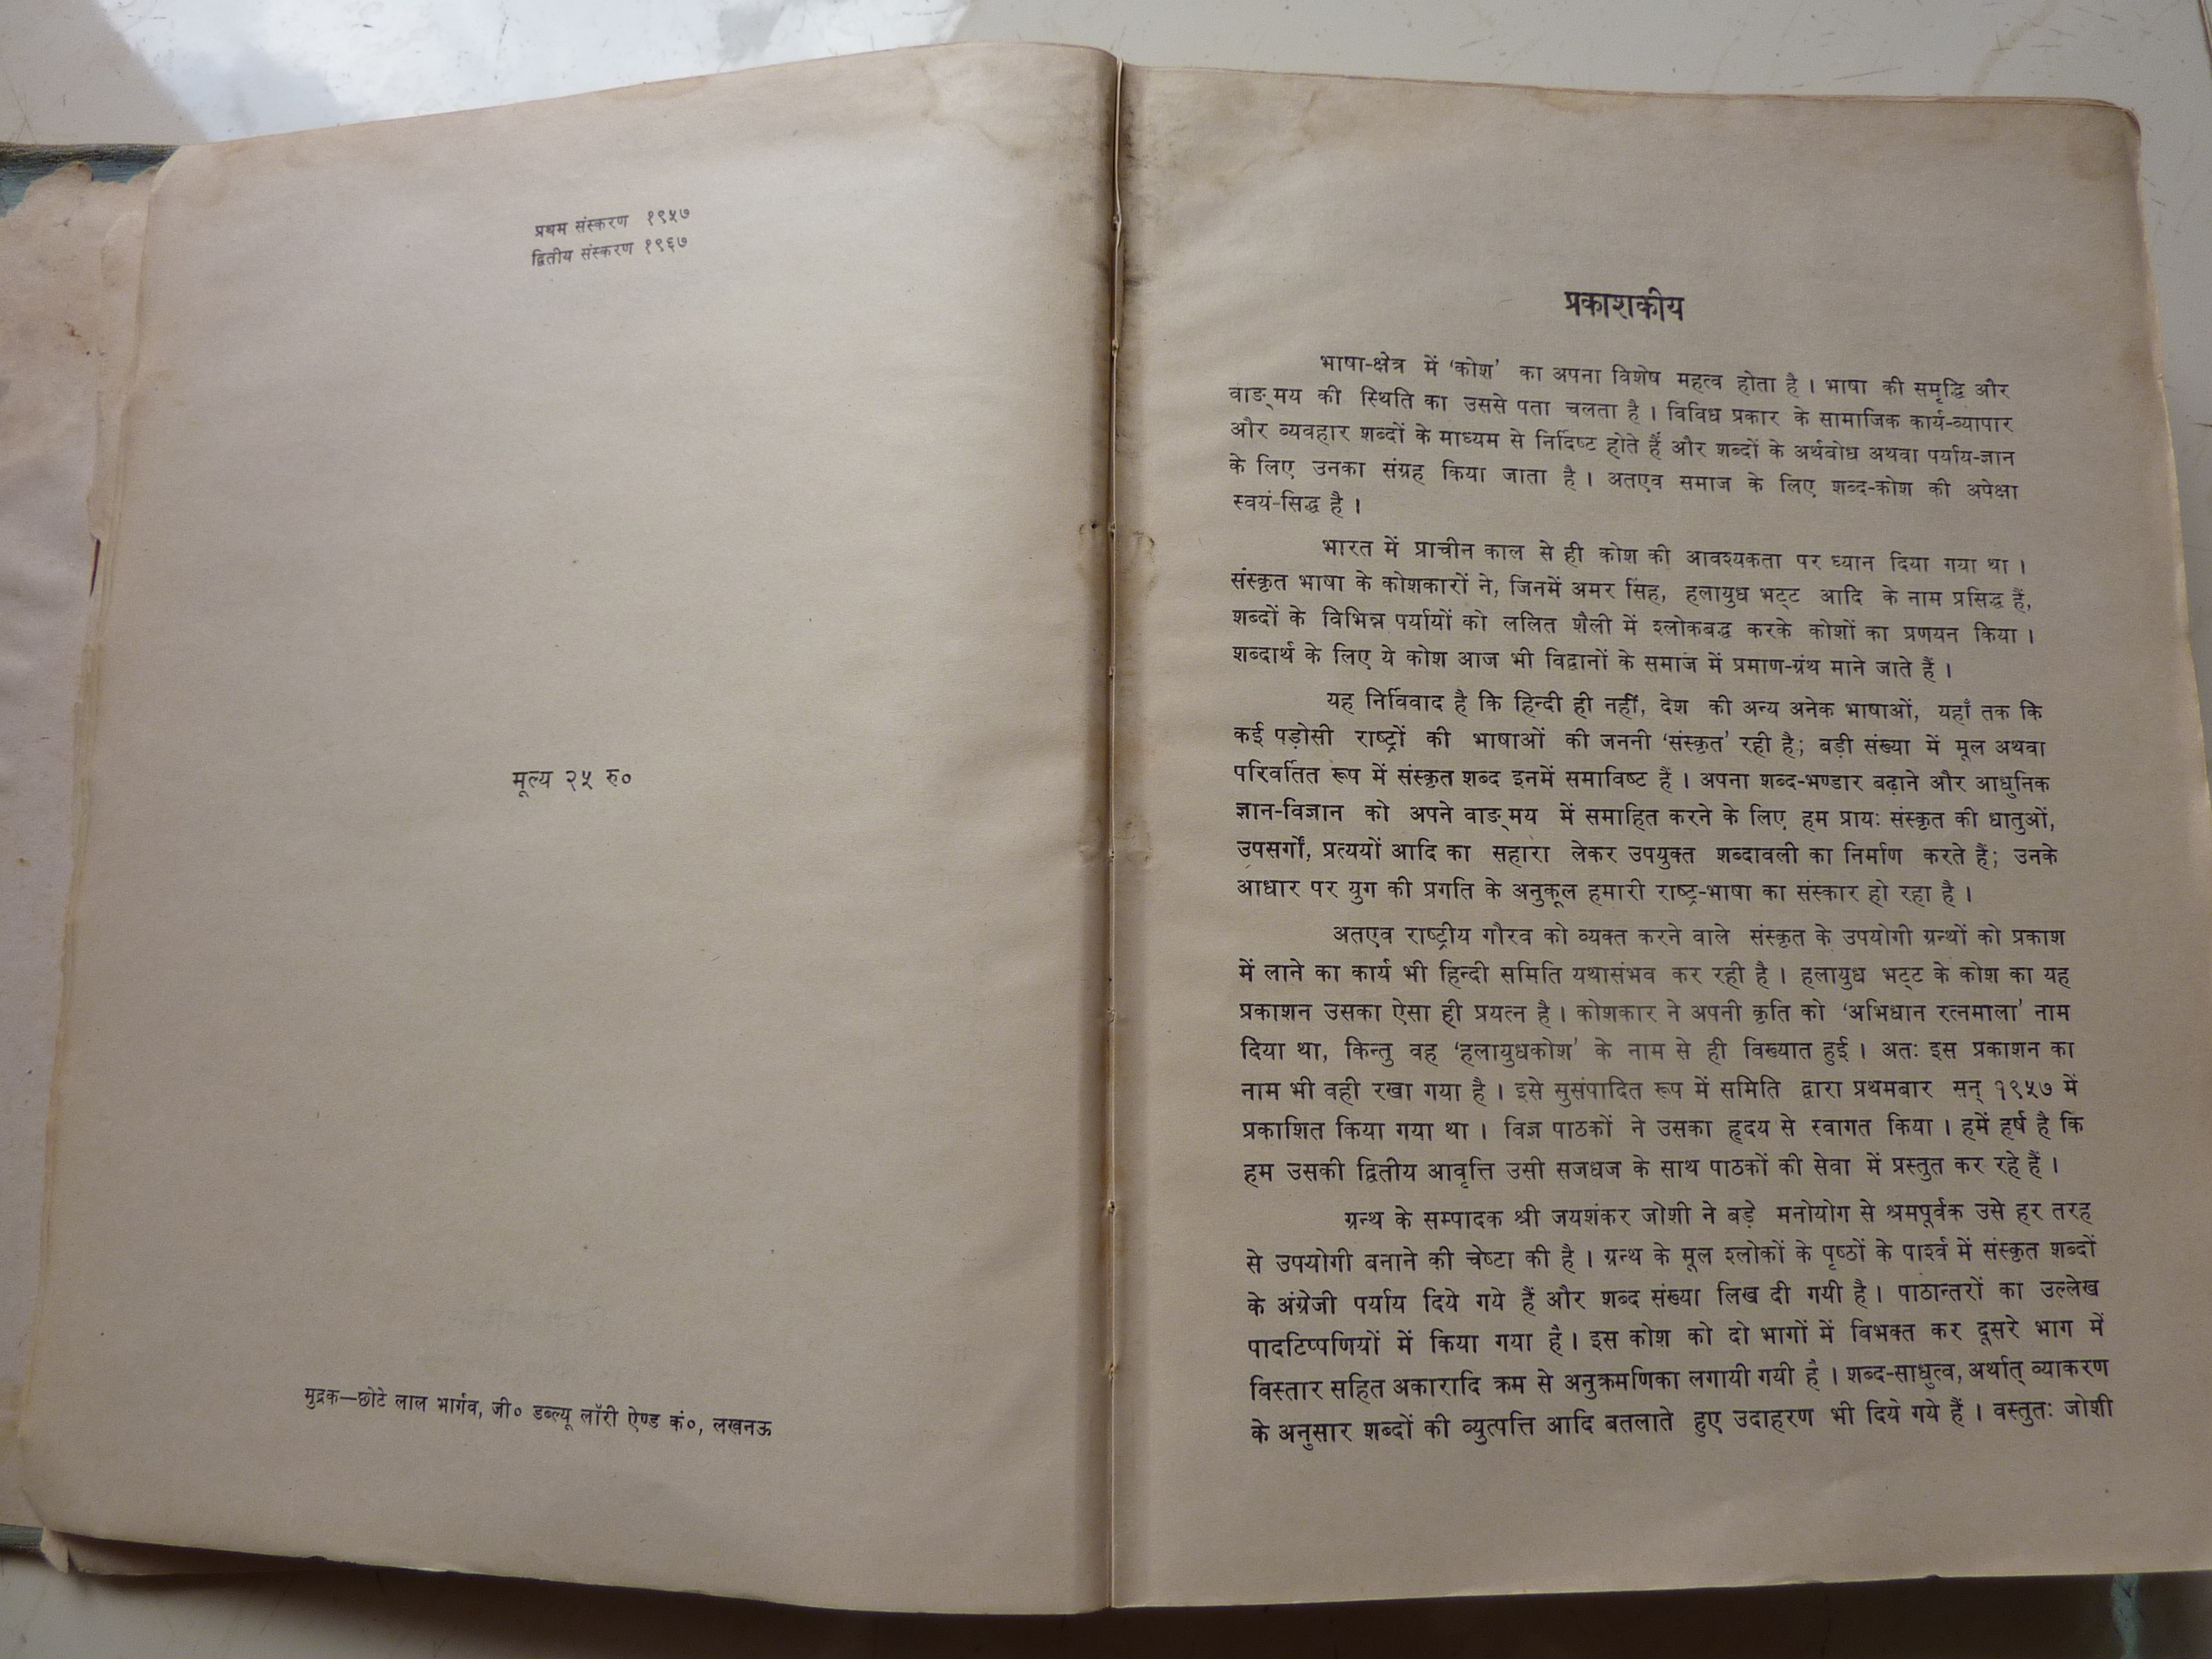 प्रथम संस्करण १९५७
द्वितीय संस्करण १९६७
मूल्य २५ रु०
मुद्रक—छोटे लाल भार्गव, जी० डब्ल्यू लॉरी ऐण्ड कं०, लखनऊ
प्रकाशकीय
भाषा-क्षेत्र में ‘कोश’ का अपना विशेष महत्व होता है । भाषा की समृद्धि और
वाङ्मय की स्थिति का उससे पता चलता है । विविध प्रकार के सामाजिक कार्य-व्यापार
और व्यवहार शब्दों के माध्यम से निर्दिष्ट होते हैं और शब्दों के अर्थबोध अथवा पर्याय-ज्ञान
के लिए उनका संग्रह किया जाता है । अतएव समाज के लिए शब्द-कोश की अपेक्षा
स्वयं-सिद्ध है ।
भारत में प्राचीन काल से ही कोश की आवश्यकता पर ध्यान दिया गया था ।
संस्कृत भाषा के कोशकारों ने, जिनमें अमर सिंह, हलायुध भट्ट आदि के नाम प्रसिद्ध हैं,
शब्दों के विभिन्न पर्यायों को ललित शैली में श्लोकबद्ध करके कोशों का प्रणयन किया ।
शब्दार्थ के लिए ये कोश आज भी विद्वानों के समाज में प्रमाण-ग्रंथ माने जाते हैं ।
यह निर्विवाद है कि हिन्दी ही नहीं, देश की अन्य अनेक भाषाओं, यहाँ तक कि
कई पड़ोसी राष्ट्रों की भाषाओं की जननी ‘संस्कृत’ रही है; बड़ी संख्या में मूल अथवा
परिवर्तित रूप में संस्कृत शब्द इनमें समाविष्ट हैं । अपना शब्द-भण्डार बढ़ाने और आधुनिक
ज्ञान-विज्ञान को अपने वाङ्मय में समाहित करने के लिए हम प्रायः संस्कृत की धातुओं,
उपसर्गों, प्रत्ययों आदि का सहारा लेकर उपयुक्त शब्दावली का निर्माण करते हैं; उनके
आधार पर युग की प्रगति के अनुकूल हमारी राष्ट्र-भाषा का संस्कार हो रहा है ।
अतएव राष्ट्रीय गौरव को व्यक्त करने वाले संस्कृत के उपयोगी ग्रन्थों को प्रकाश
में लाने का कार्य भी हिन्दी समिति यथासंभव कर रही है । हलायुध भट्ट के कोश का यह
प्रकाशन उसका ऐसा ही प्रयत्न है । कोशकार ने अपनी कृति को ‘अभिधान रत्नमाला’ नाम
दिया था, किन्तु वह ‘हलायुधकोश’ के नाम से ही विख्यात हुई । अतः इस प्रकाशन का
नाम भी वही रखा गया है । इसे सुसंपादित रूप में समिति द्वारा प्रथमबार सन् १९५७ में
प्रकाशित किया गया था । विज्ञ पाठकों ने उसका हृदय से स्वागत किया । हमें हर्ष है कि
हम उसकी द्वितीय आवृत्ति उसी सजधज के साथ पाठकों की सेवा में प्रस्तुत कर रहे हैं ।
ग्रन्थ के सम्पादक श्री जयशंकर जोशी ने बड़े मनोयोग से श्रमपूर्वक उसे हर तरह
से उपयोगी बनाने की चेष्टा की है । ग्रन्थ के मूल श्लोकों के पृष्ठों के पार्श्व में संस्कृत शब्दों
के अंग्रेजी पर्याय दिये गये हैं और शब्द संख्या लिख दी गयी है । पाठान्तरों का उल्लेख
पादटिप्पणियों में किया गया है । इस कोश को दो भागों में विभक्त कर दूसरे भाग में
विस्तार सहित अकारादि क्रम से अनुक्रमणिका लगायी गयी है । शब्द-साधुत्व, अर्थात् व्याकरण
के अनुसार शब्दों की व्युत्पत्ति आदि बतलाते हुए उदाहरण भी दिये गये हैं । वस्तुतः जोशी